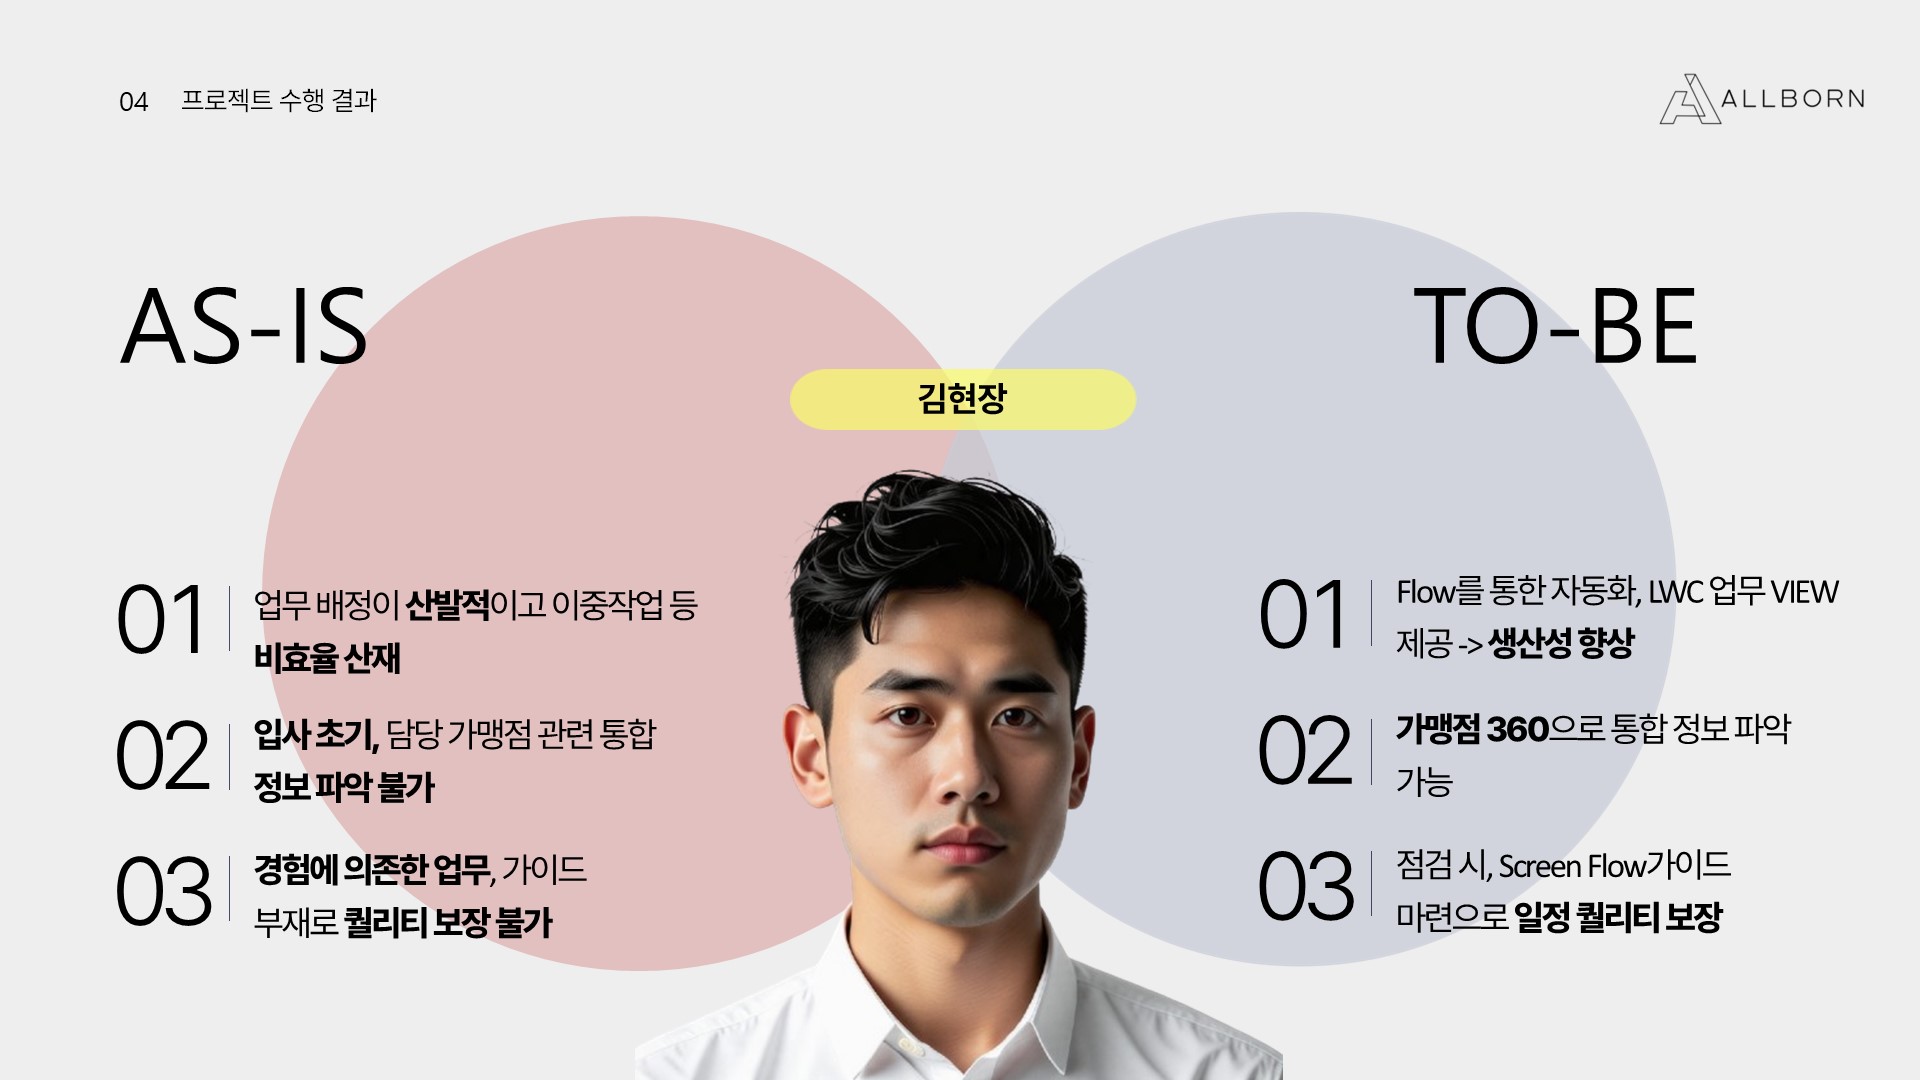 04 프로젝트 수행 결과
ALLBORN
AS-IS
TO-BE
김현장
01
업무 배정이 산발적이고 이중작업 등
비효율 산재
02
입사 초기, 담당 가맹점 관련 통합
정보 파악 불가
03
경험에 의존한 업무, 가이드
부재로 퀄리티 보장 불가
01
Flow를 통한 자동화, LWC 업무 VIEW
제공 -> 생산성 향상
02
가맹점 360으로 통합 정보 파악
가능
03
점검 시, Screen Flow가이드
마련으로 일정 퀄리티 보장